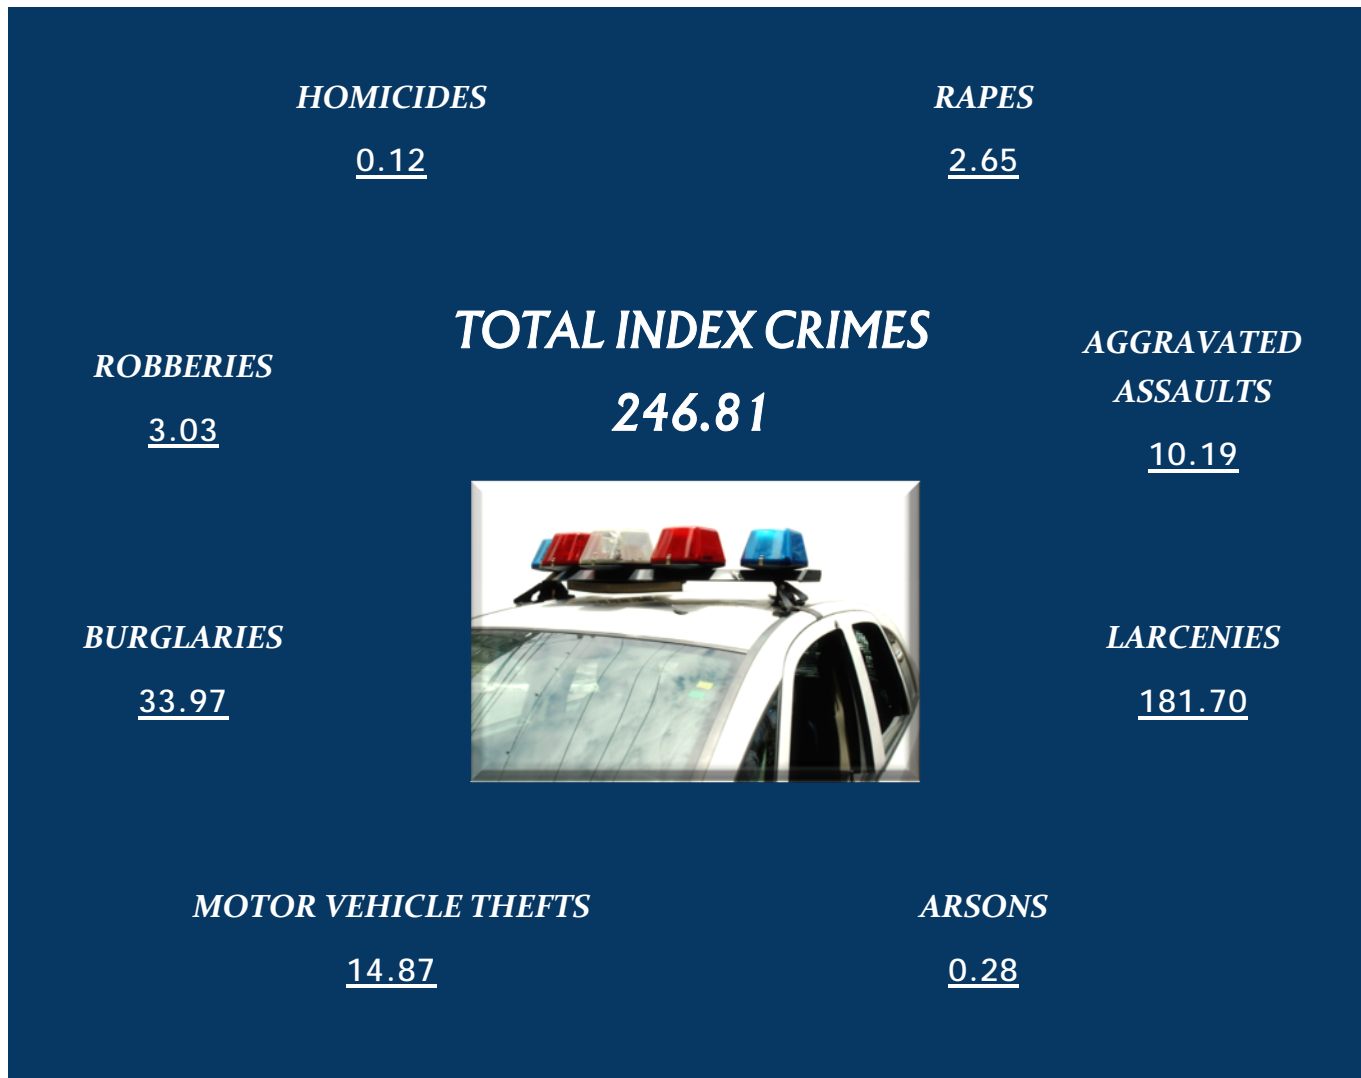 HOMICIDES
0.12
RAPES
2.65
TOTAL INDEX CRIMES
246.81
ROBBERIES
3.03
AGGRAVATED
ASSAULTS
10.19
BURGLARIES
33.97
LARCENIES
181.70
MOTOR VEHICLE THEFTS
14.87
ARSONS
0.28